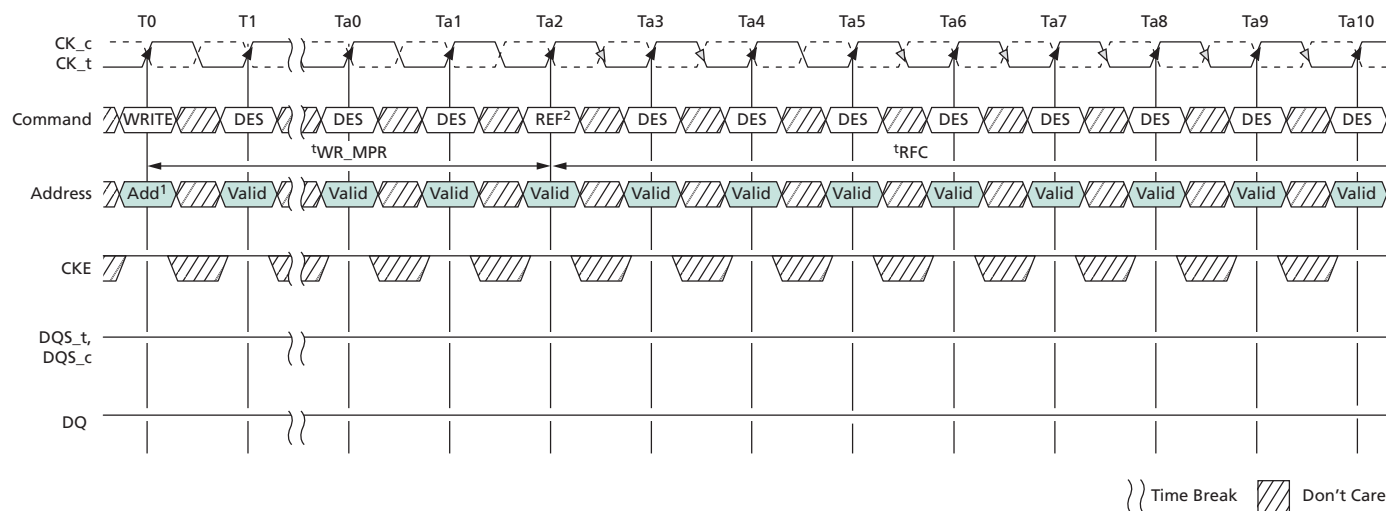 T0 T1 Ta0 Ta1 Ta2 Ta3 Ta4 Ta5 Ta6 Ta7 Ta8 Ta9 Ta10
CK_c
CK_t
Command WRITE DES DES DES REF2 DES DES DES DES DES DES DES DES
tWR_MPR tRFC
Address Add1 Valid Valid Valid Valid Valid Valid Valid Valid Valid Valid Valid Valid
CKE
DQS_t,
DQS_c
DQ
Time Break Don't Care